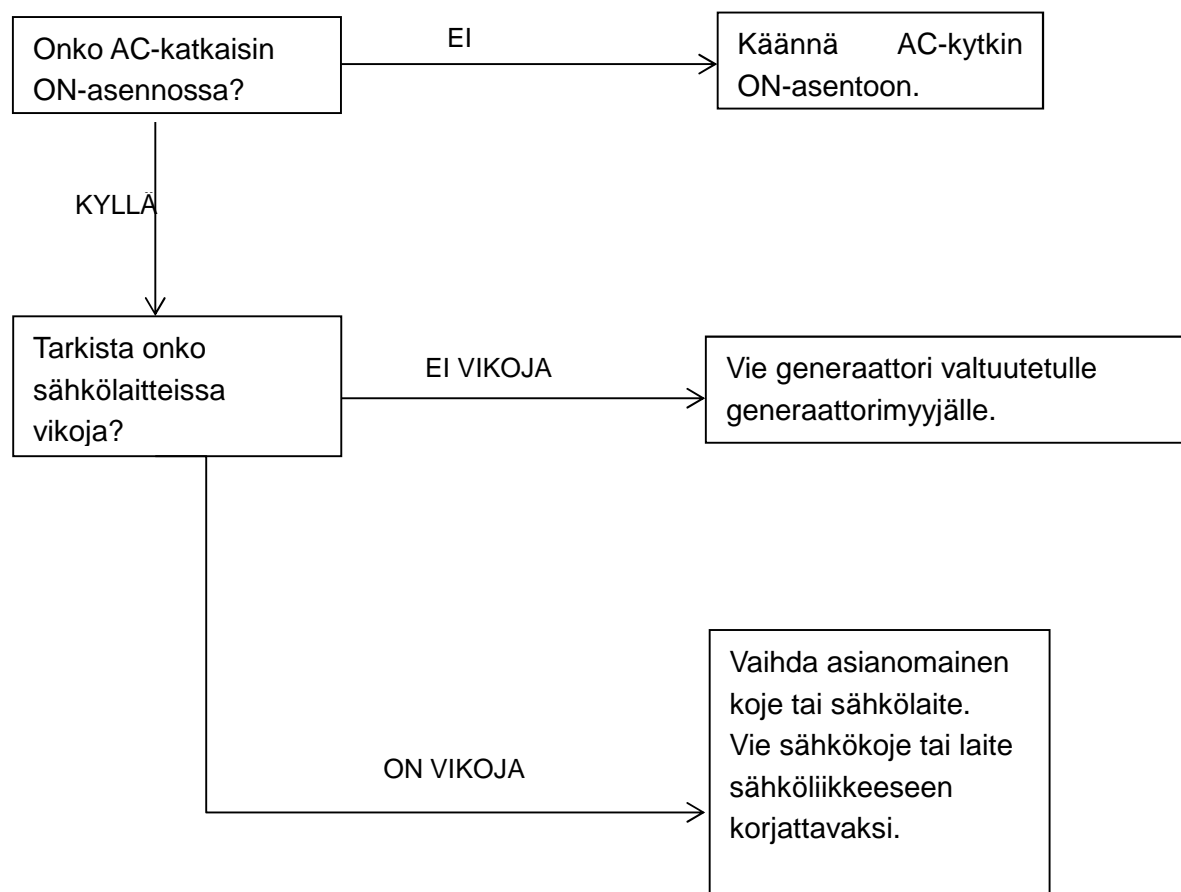 Onko AC-katkaisin
ON-asennossa?
EI
Käännä AC-kytkin
ON-asentoon.
KYLLÄ
Tarkista onko
sähkölaitteissa
vikoja?
EI VIKOJA
Vie generaattori valtuutetulle
generaattorimyyjälle.
ON VIKOJA
Vaihda asianomainen
koje tai sähkölaite.
Vie sähkökoje tai laite
sähköliikkeeseen
korjattavaksi.